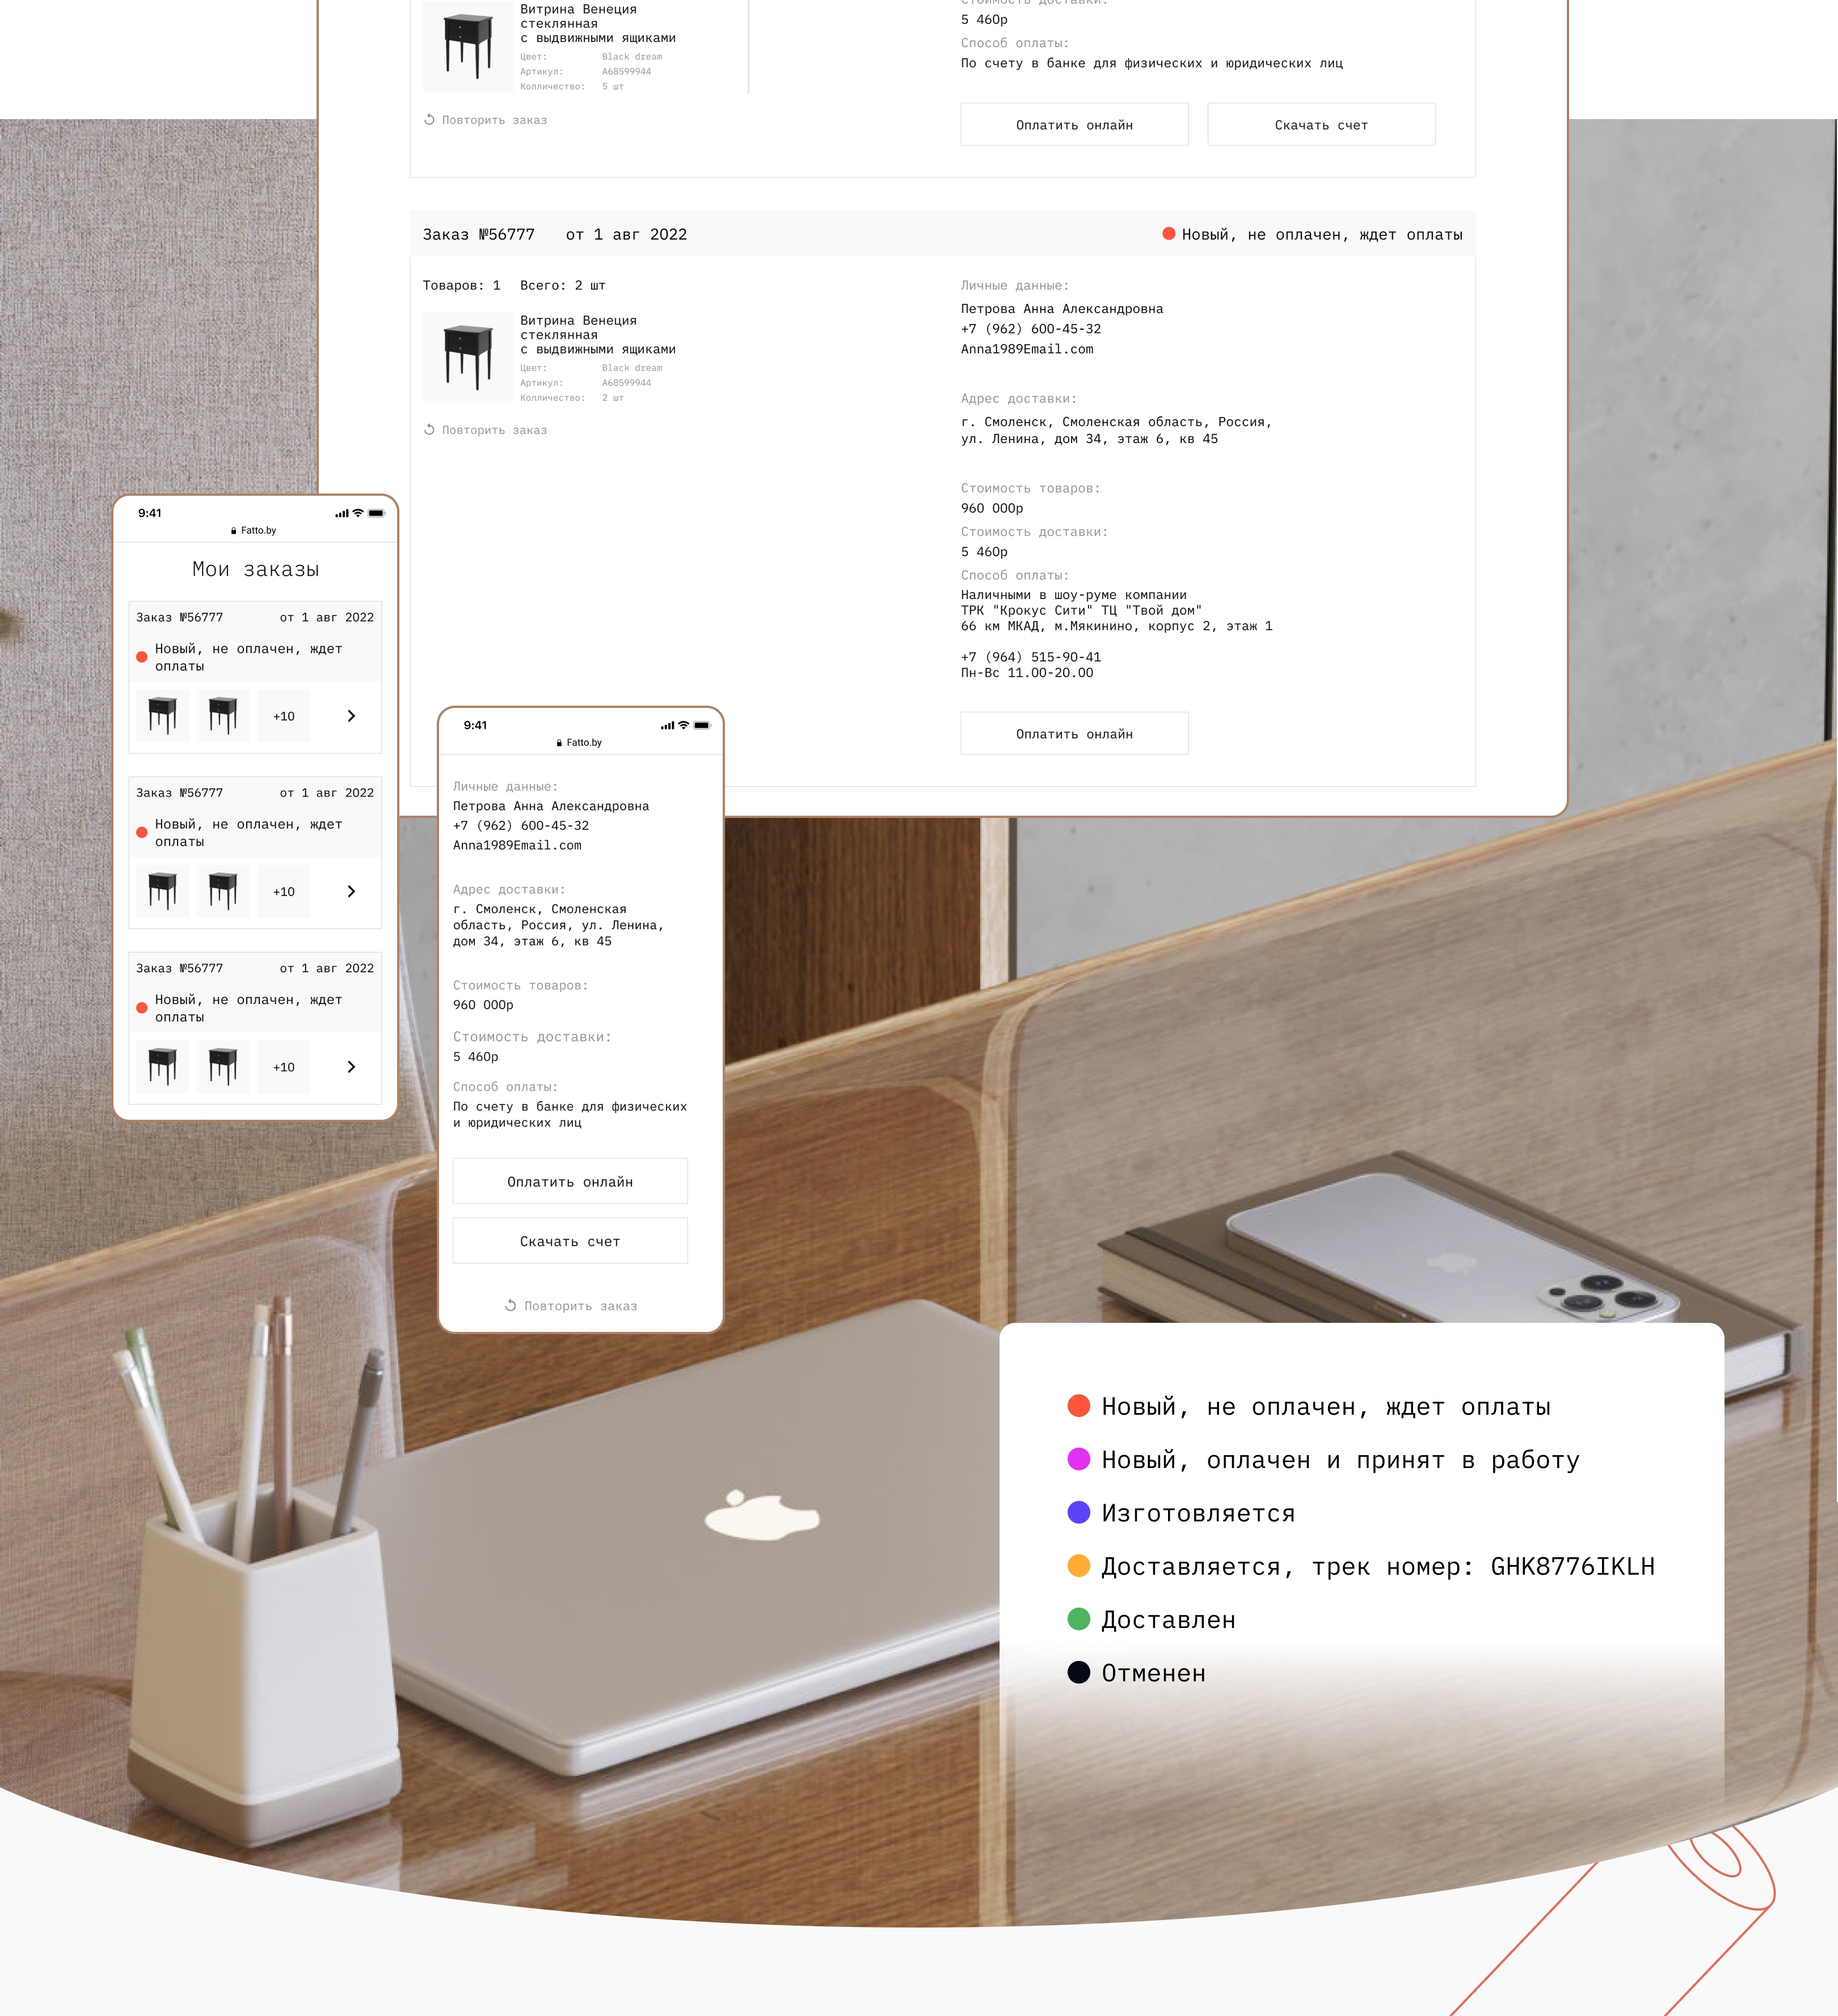 Витрина Венеция
стеклянная
с выдвижными ящиками
Цвет: Black dream
Артикул: A68599944
Колличество: 5 шт
Повторить заказ
Стоимость доставки:
5 460р
Способ оплаты:
По счету в банке для физических и юридических лиц
Оплатить онлайн
Скачать счет
Заказ №56777 от 1 авг 2022
Новый, не оплачен, ждет оплаты
Товаров: 1 Всего: 2 шт
Витрина Венеция
стеклянная
с выдвижными ящиками
Цвет: Black dream
Артикул: A68599944
Колличество: 2 шт
Повторить заказ
Личные данные:
Петрова Анна Александровна
+7 (962) 600-45-32
Anna1989Email.com
Адрес доставки:
г. Смоленск, Смоленская область, Россия,
ул. Ленина, дом 34, этаж 6, кв 45
Стоимость товаров:
960 000р
Стоимость доставки:
5 460р
Способ оплаты:
Наличными в шоу-руме компании
ТРК "Крокус Сити" ТЦ "Твой дом"
66 км МКАД, м.Мякинино, корпус 2, этаж 1
+7 (964) 515-90-41
Пн-Вс 11.00-20.00
Оплатить онлайн
9:41
Fatto.by
Мои заказы
Заказ №56777 от 1 авг 2022
Новый, не оплачен, ждет
оплаты
+10
Заказ №56777 от 1 авг 2022
Новый, не оплачен, ждет
оплаты
+10
Заказ №56777 от 1 авг 2022
Новый, не оплачен, ждет
оплаты
+10
9:41
Fatto.by
Личные данные:
Петрова Анна Александровна
+7 (962) 600-45-32
Anna1989Email.com
Адрес доставки:
г. Смоленск, Смоленская
область, Россия, ул. Ленина,
дом 34, этаж 6, кв 45
Стоимость товаров:
960 000р
Стоимость доставки:
5 460р
Способ оплаты:
По счету в банке для физических
и юридических лиц
Оплатить онлайн
Скачать счет
Повторить заказ
Новый, не оплачен, ждет оплаты
Новый, оплачен и принят в работу
Изготовляется
Доставляется, трек номер: GHK8776IKLH
Доставлен
Отменен